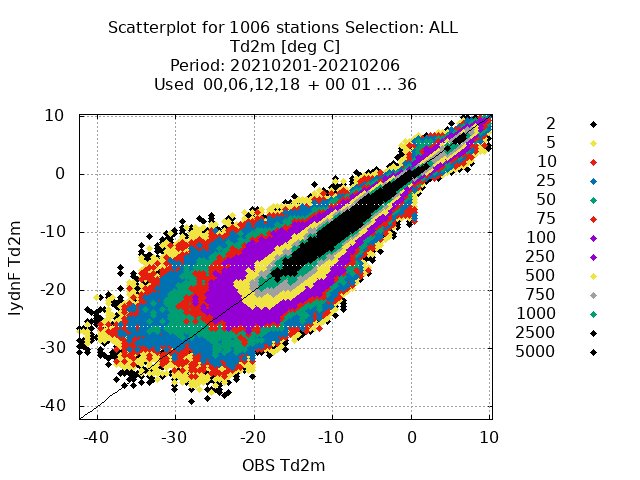 Scatterplot for 1006 stations Selection: ALL
Td2m [deg C]
Period: 20210201-20210206
Used 00,06,12,18 + 00 01 ... 36
10
0
-10
-20
-30
-40
lydnF Td2m
-40 -30 -20 -10 0 10
OBS Td2m
2
5
10
25
50
75
100
250
500
750
1000
2500
5000